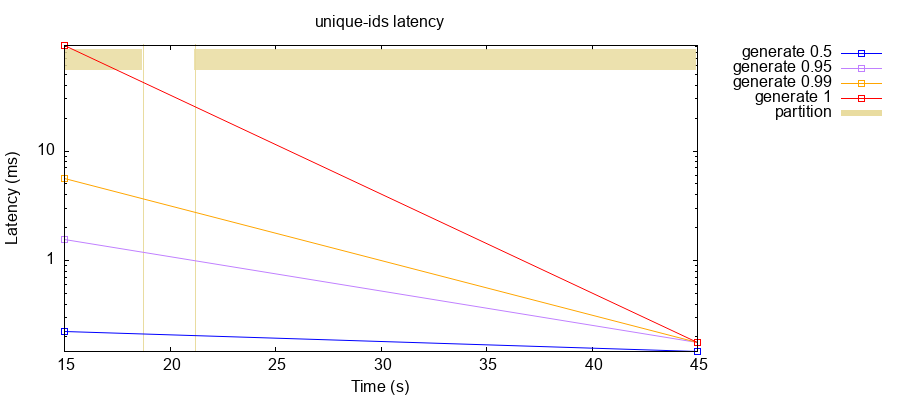 unique-ids latency
generate 0.5
generate 0.95
generate 0.99
generate 1
partition
Latency (ms)
10
1
15 20 25 30 35 40 45
Time (s)